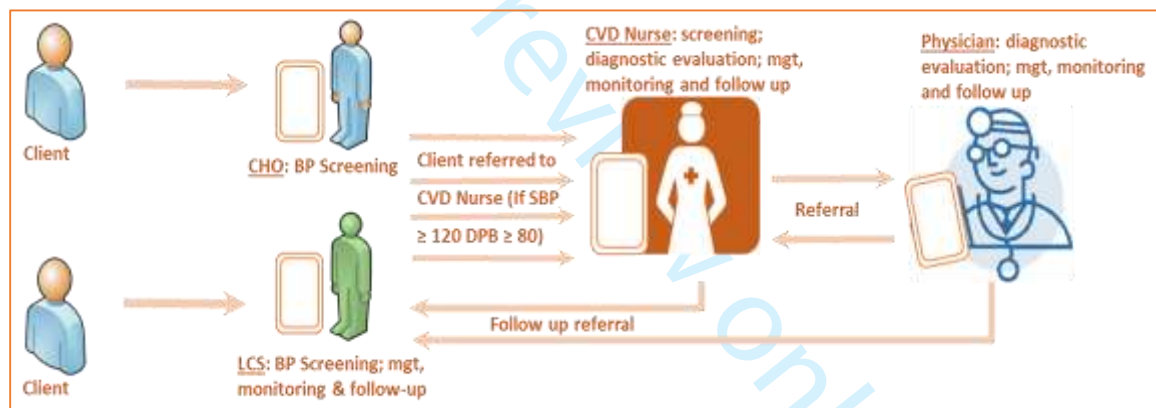 Client
CHO: BP Screening
Client referred to
CVD Nurse (If SBP
≥ 120 DPB ≥ 80)
CVD Nurse: screening;
diagnostic evaluation; mgt,
monitoring and follow up
Physician: diagnostic
evaluation; mgt, monitoring
and follow up
Referral
Follow up referral
Client
LCS: BP Screening; mgt,
monitoring & follow-up
review onl